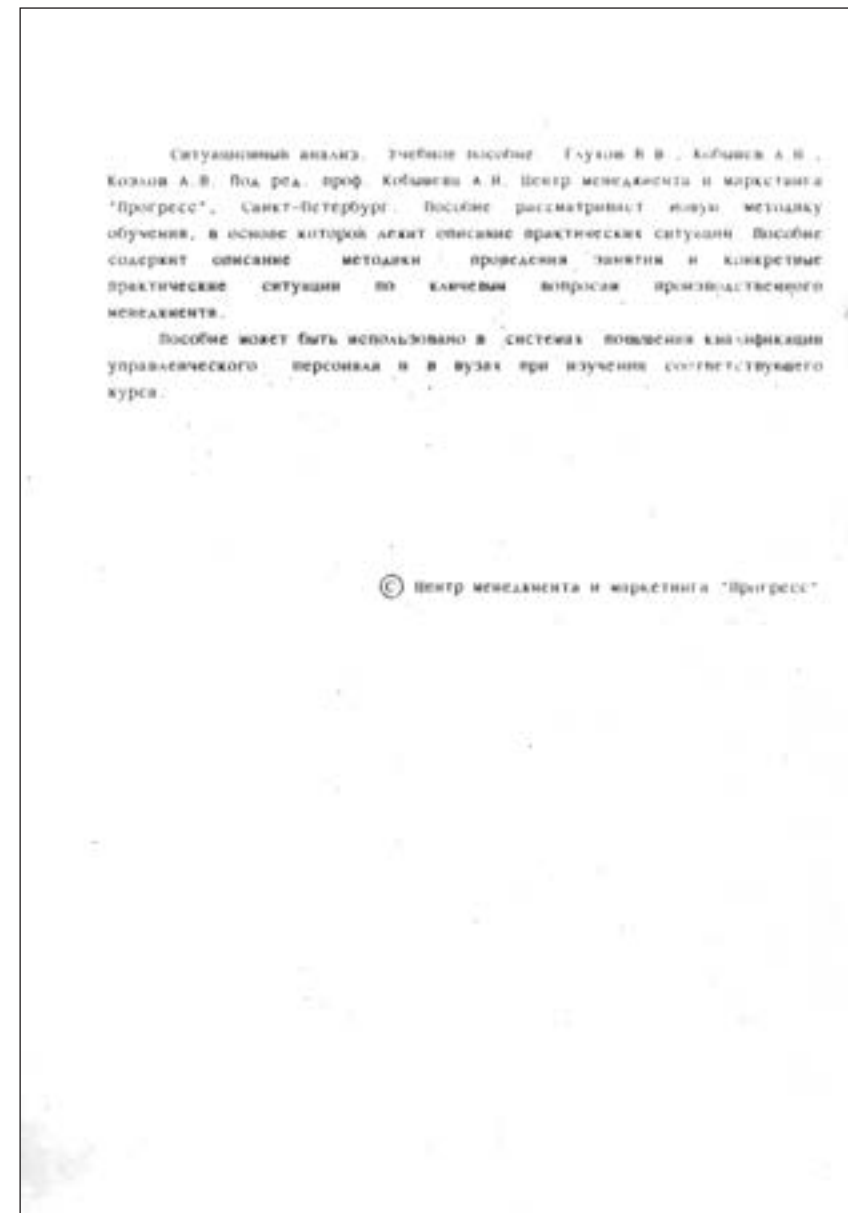 Ситуационный анализ. Учебное пособие. Глухов В.В., Кобышев А.Н.,
Козлов А.В. Под ред. проф. Кобышева А.Н. Центр менеджмента и маркетинга
"Прогресс", Санкт-Петербург. Пособие рассматривает новую методику
обучения, в основе которой лежит описание практических ситуаций. Пособие
содержит описание методики проведения занятия и конкретные
практические ситуации по ключевым вопросам производственного
менеджмента.
Пособие может быть использовано в системах повышения квалификации
управленческого персонала и в вузах при изучении соответствующего
курса.
© Центр менеджмента и маркетинга "Прогресс"